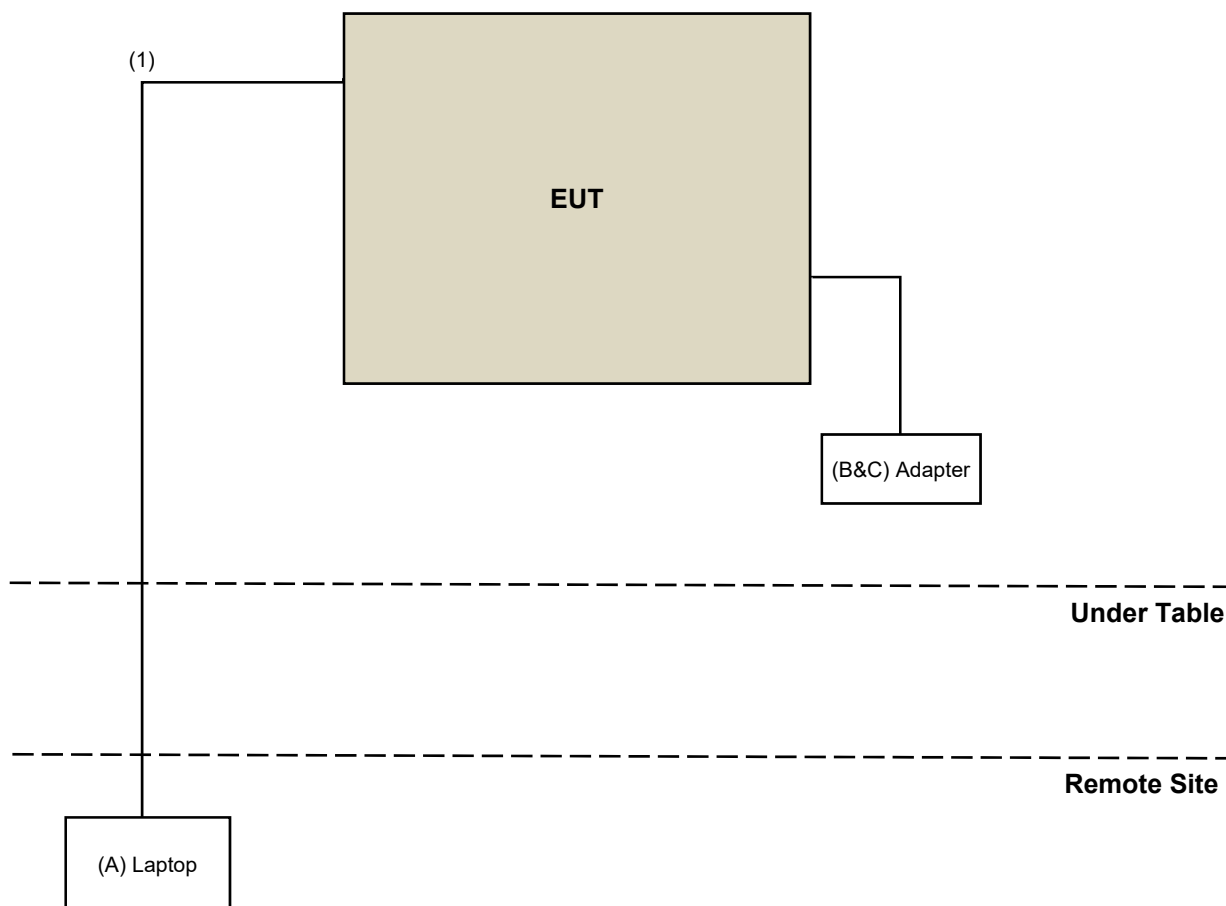 (1)
EUT
(B&C) Adapter
Under Table
Remote Site
(A) Laptop